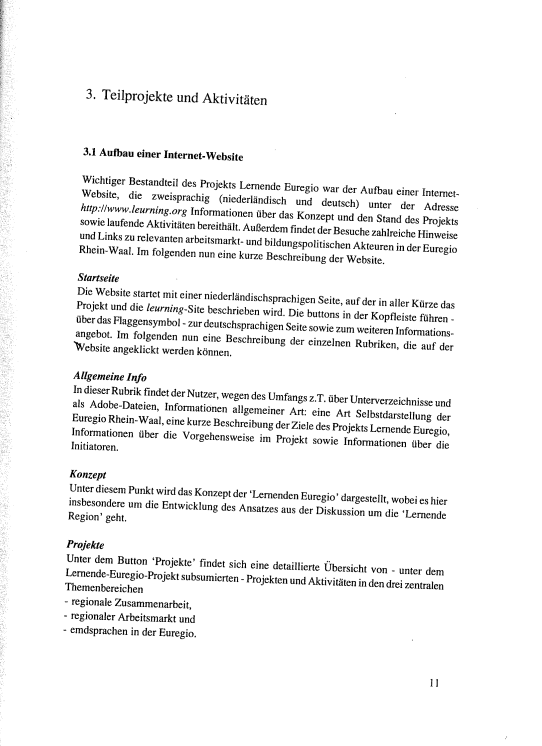 3. Teilprojekte und Aktivitäten
3.1 Aufbau einer Internet-Website
Wichtiger Bestandteil des Projekts Lernende Euregio war der Aufbau einer Internet-
Website, die zweisprachig (niederländisch und deutsch) unter der Adresse
http://www.leurning.org Informationen über das Konzept und den Stand des Projekts
sowie laufende Aktivitäten bereithält. Außerdem findet der Besuche zahlreiche Hinweise
und Links zu relevanten arbeitsmarkt- und bildungspolitischen Akteuren in der Euregio
Rhein-Waal. Im folgenden nun eine kurze Beschreibung der Website.
Startseite
Die Website startet mit einer niederländischsprachigen Seite, auf der in aller Kürze das
Projekt und die leurning-Site beschrieben wird. Die buttons in der Kopfleiste führen -
über das Flaggensymbol - zur deutschsprachigen Seite sowie zum weiteren Informations-
angebot. Im folgenden nun eine Beschreibung der einzelnen Rubriken, die auf der
Website angeklickt werden können.
Allgemeine Info
In dieser Rubrik findet der Nutzer, wegen des Umfangs z.T. über Unterverzeichnisse und
als Adobe-Dateien, Informationen allgemeiner Art: eine Art Selbstdarstellung der
Euregio Rhein-Waal, eine kurze Beschreibung der Ziele des Projekts Lernende Euregio,
Informationen über die Vorgehensweise im Projekt sowie Informationen über die
Initiatoren.
Konzept
Unter diesem Punkt wird das Konzept der 'Lernenden Euregio' dargestellt, wobei es hier
insbesondere um die Entwicklung des Ansatzes aus der Diskussion um die 'Lernende
Region' geht.
Projekte
Unter dem Button 'Projekte' findet sich eine detaillierte Übersicht von - unter dem
Lernende-Euregio-Projekt subsumierten - Projekten und Aktivitäten in den drei zentralen
Themenbereichen
- regionale Zusammenarbeit,
- regionaler Arbeitsmarkt und
- emdsprachen in der Euregio.
11